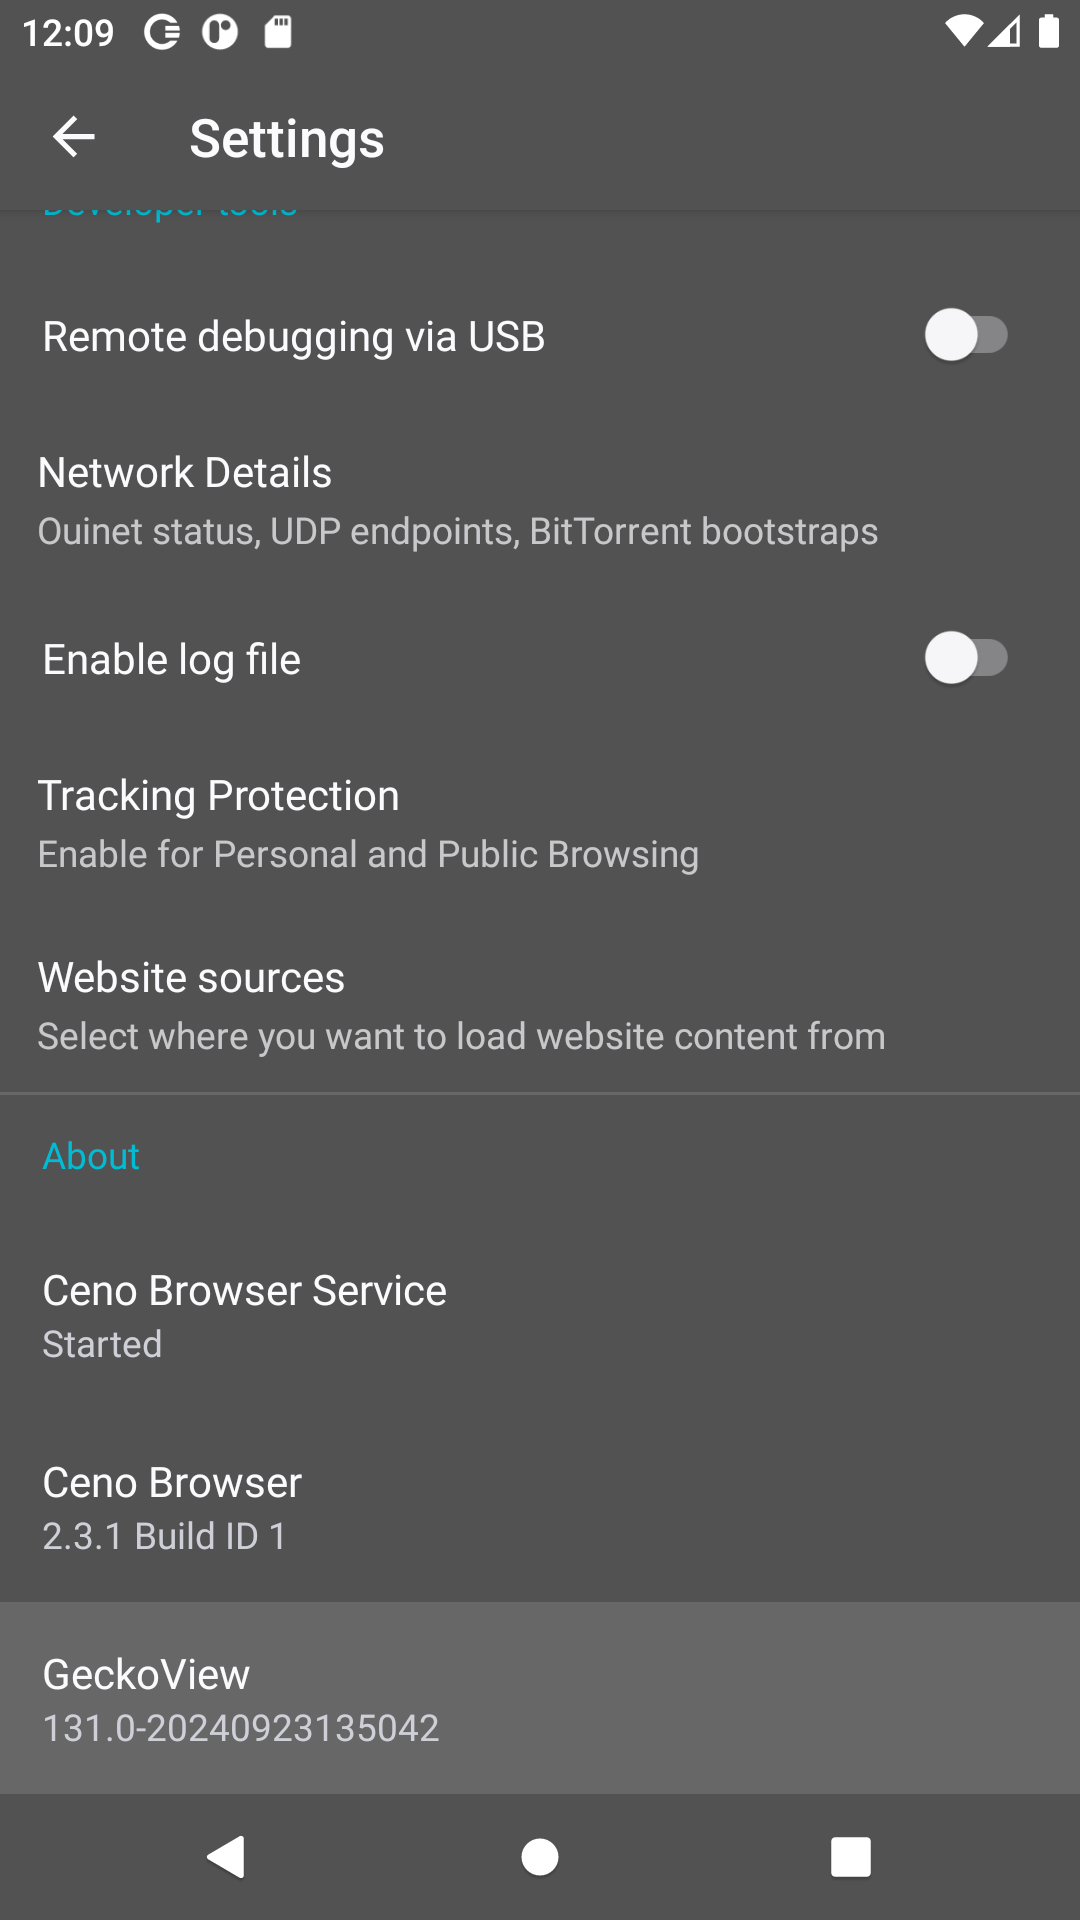 12:09
Settings
Developer tools
Remote debugging via USB
Network Details
Ouinet status, UDP endpoints, BitTorrent bootstraps
Enable log file
Tracking Protection
Enable for Personal and Public Browsing
Website sources
Select where you want to load website content from
About
Ceno Browser Service
Started
Ceno Browser
2.3.1 Build ID 1
GeckoView
131.0-20240923135042